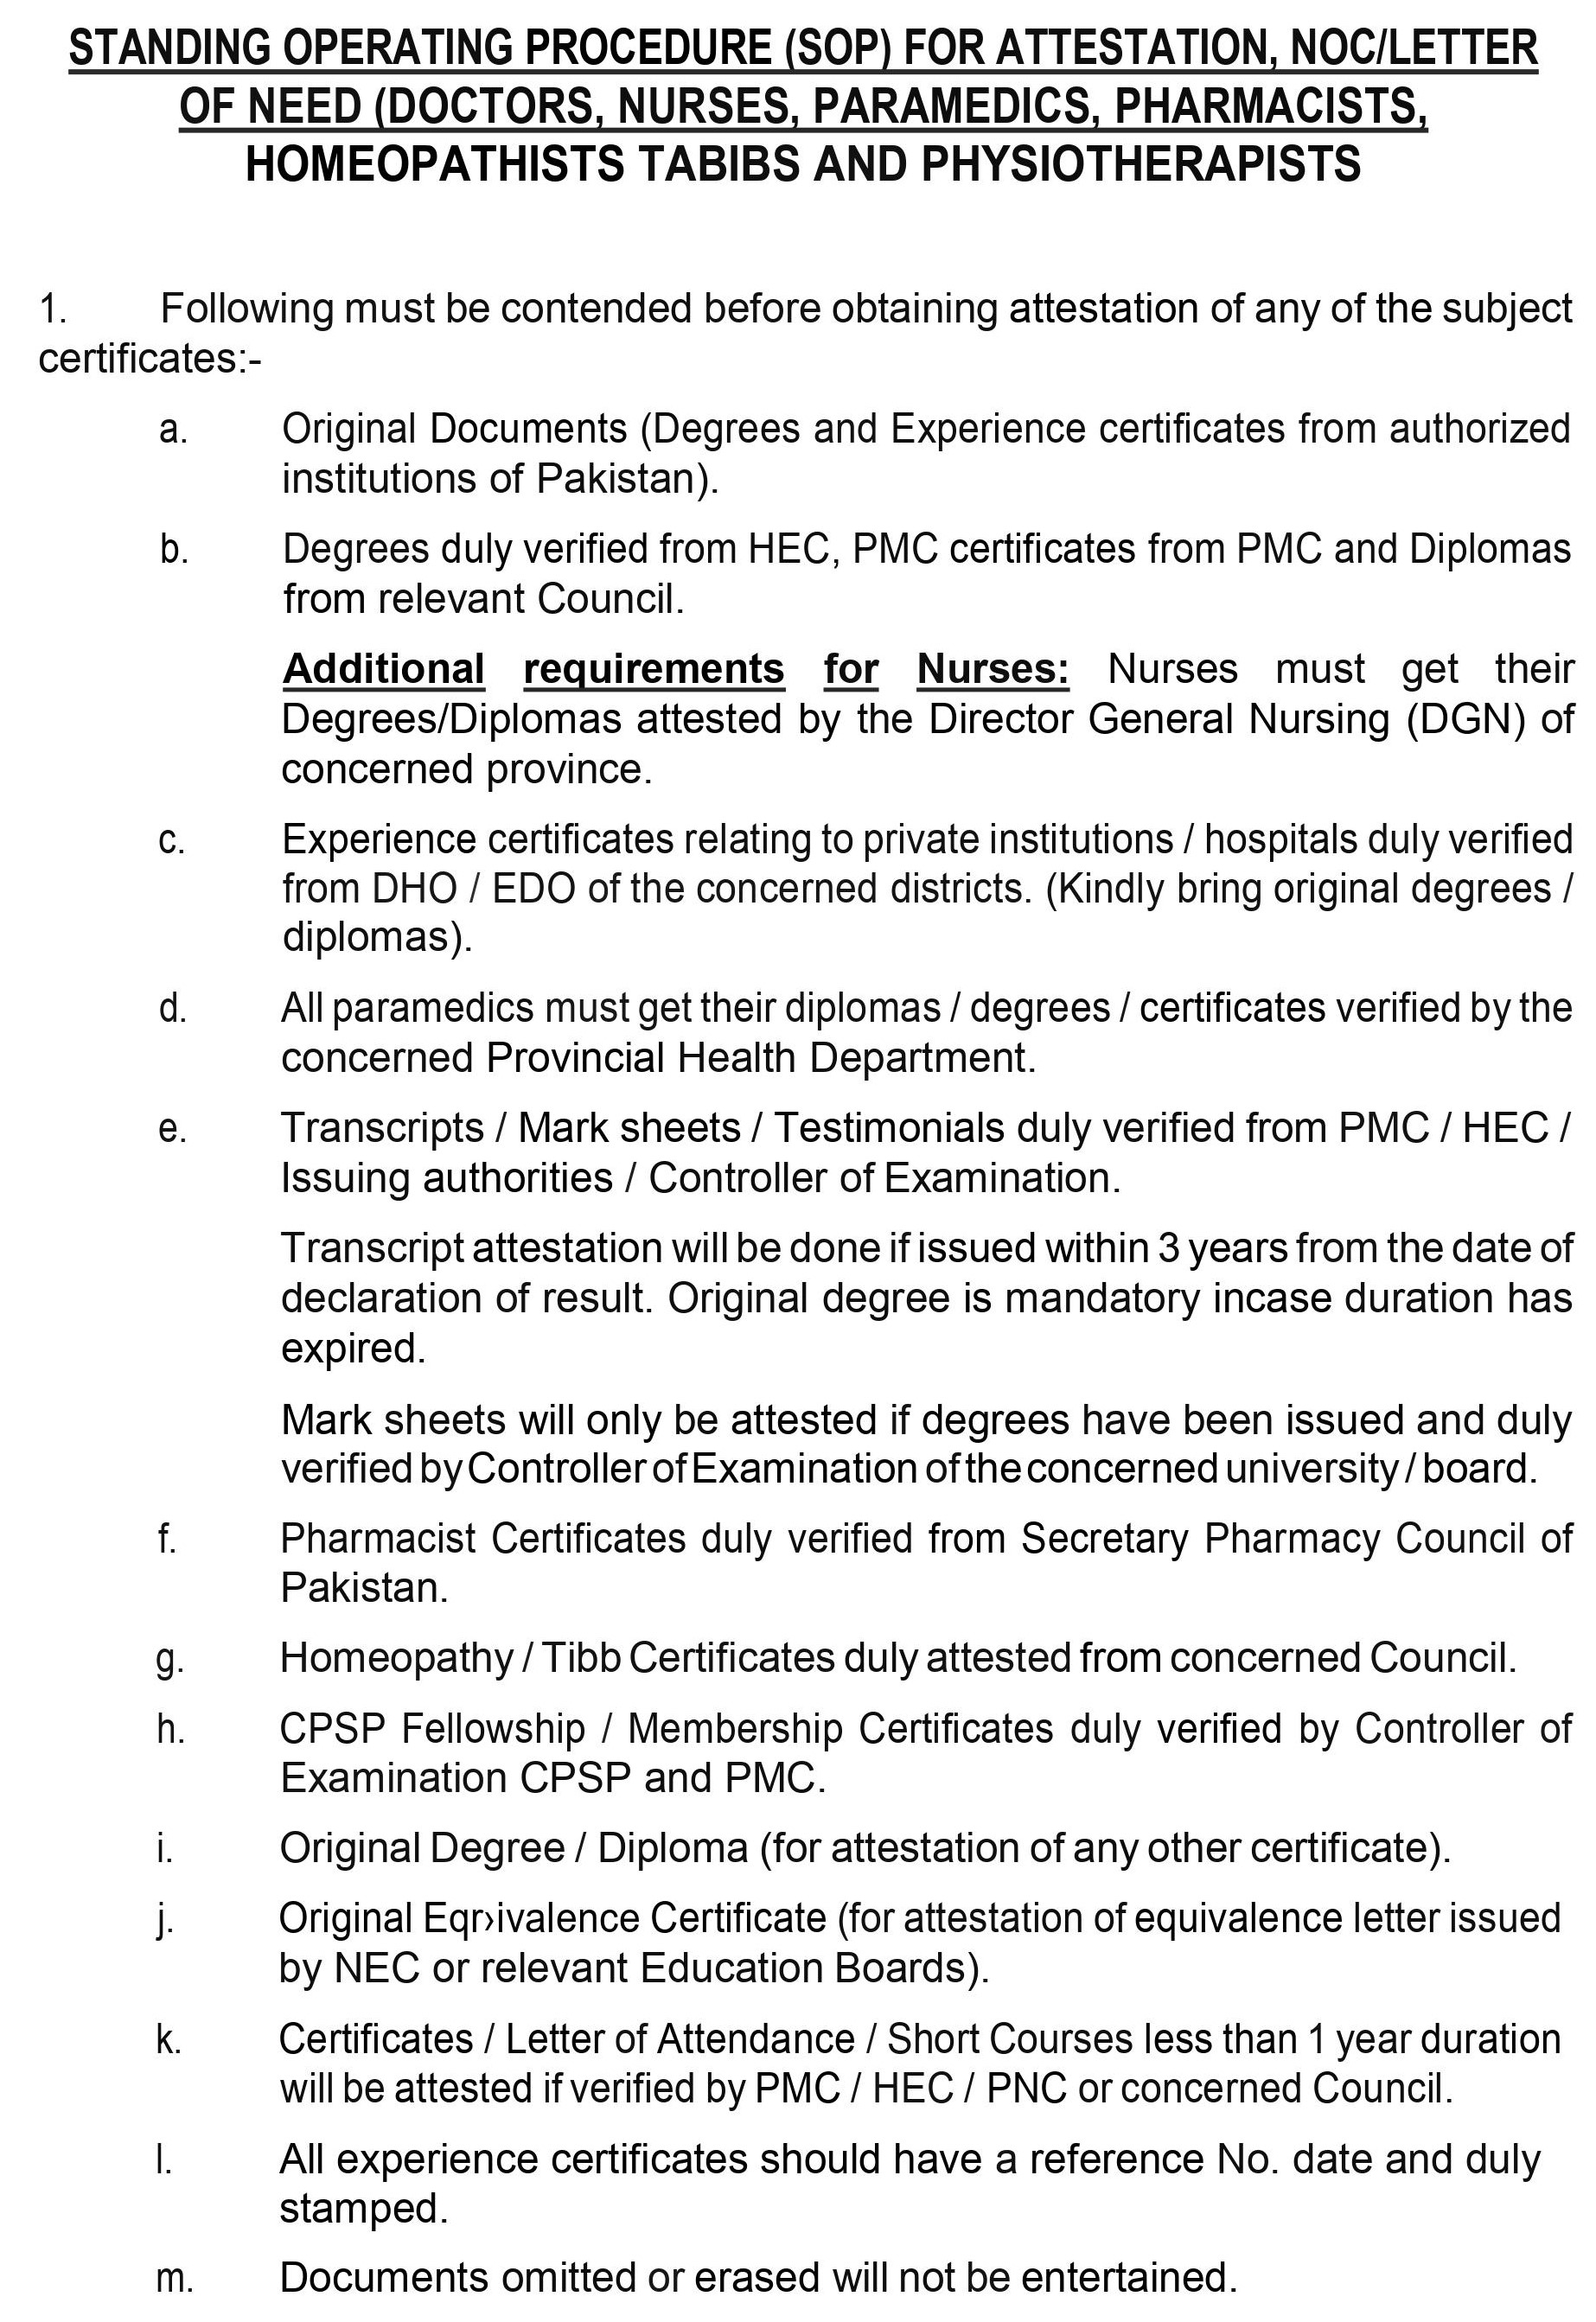 STANDING OPERATING PROCEDURE (SOP) FOR ATTESTATION, NOC/LETTER
OF NEED (DOCTORS, NURSES, PARAMEDICS, PHARMACISTS,
HOMEOPATHISTS TABIBS AND PHYSIOTHERAPISTS
1. Following must be contended before obtaining attestation of any of the subject
certificates:-
a. Original Documents (Degrees and Experience certificates from authorized
institutions of Pakistan).
b. Degrees duly verified from HEC, PMC certificates from PMC and Diplomas
from relevant Council.
Additional requirements for Nurses: Nurses must get their
Degrees/Diplomas attested by the Director General Nursing (DGN) of
concerned province.
c. Experience certificates relating to private institutions / hospitals duly verified
from DHO / EDO of the concerned districts. (Kindly bring original degrees /
diplomas).
d. All paramedics must get their diplomas / degrees / certificates verified by the
concerned Provincial Health Department.
e. Transcripts / Mark sheets / Testimonials duly verified from PMC / HEC /
Issuing authorities / Controller of Examination.
Transcript attestation will be done if issued within 3 years from the date of
declaration of result. Original degree is mandatory incase duration has
expired.
Mark sheets will only be attested if degrees have been issued and duly
verified by Controller of Examination of the concerned university / board.
f. Pharmacist Certificates duly verified from Secretary Pharmacy Council of
Pakistan.
g. Homeopathy / Tibb Certificates duly attested from concerned Council.
h. CPSP Fellowship / Membership Certificates duly verified by Controller of
Examination CPSP and PMC.
i. Original Degree / Diploma (for attestation of any other certificate).
j. Original Eqr›ivalence Certificate (for attestation of equivalence letter issued
by NEC or relevant Education Boards).
k. Certificates / Letter of Attendance / Short Courses less than 1 year duration
will be attested if verified by PMC / HEC / PNC or concerned Council.
l. All experience certificates should have a reference No. date and duly
stamped.
m. Documents omitted or erased will not be entertained.